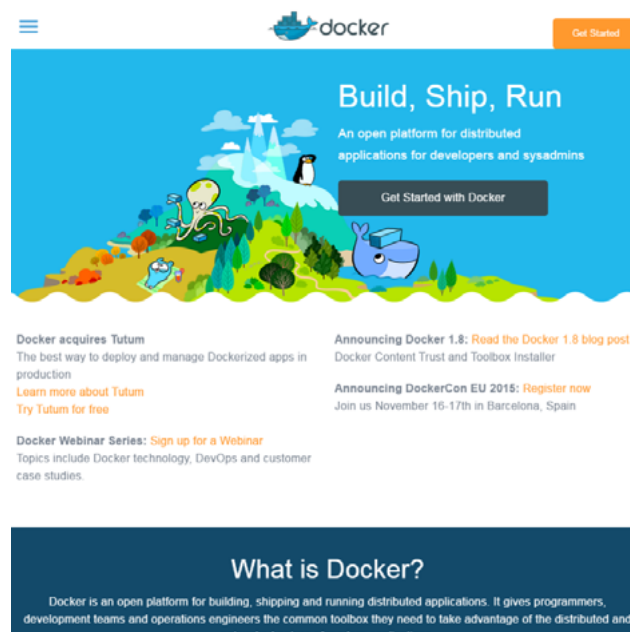 docker
Get Started
Build, Ship, Run
An open platform for distributed
applications for developers and sysadmins
Get Started with Docker
Docker acquires Tutum
The best way to deploy and manage Dockerized apps in
production
Learn more about Tutum
Try Tutum for free
Docker Webinar Series: Sign up for a Webinar
Topics include Docker technology, DevOps and customer
case studies.
Announcing Docker 1.8: Read the Docker 1.8 blog post
Docker Content Trust and Toolbox Installer
Announcing DockerCon EU 2015: Register now
Join us November 16-17th in Barcelona, Spain
What is Docker?
Docker is an open platform for building, shipping and running distributed applications. It gives programmers,
development teams and operations engineers the common toolbox they need to take advantage of the distributed and